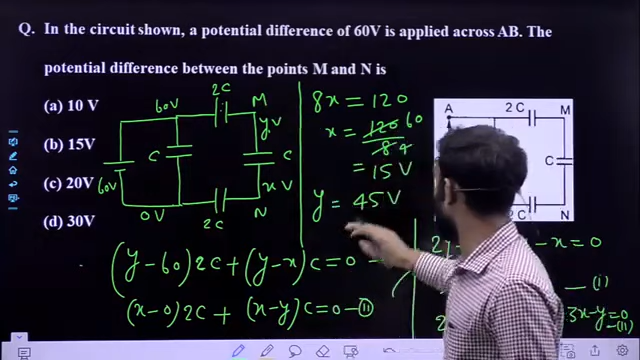 Q. In the circuit shown, a potential difference of 60V is applied across AB. The
potential difference between the points M and N is
(a) 10 V
(b) 15V
(c) 20V
(d) 30V
60V
2C
M
yV
C
C
60V
xV
0V
2C
N
8x = 120
x = 120 60
8 4
= 15 V
y = 45V
(y-60)2C + (y-x)C = 0
(x-0)2C + (x-y)C = 0 - (II)
A
2C
M
C
2C
N
- x = 0
(i)
3x-y=0
(II)